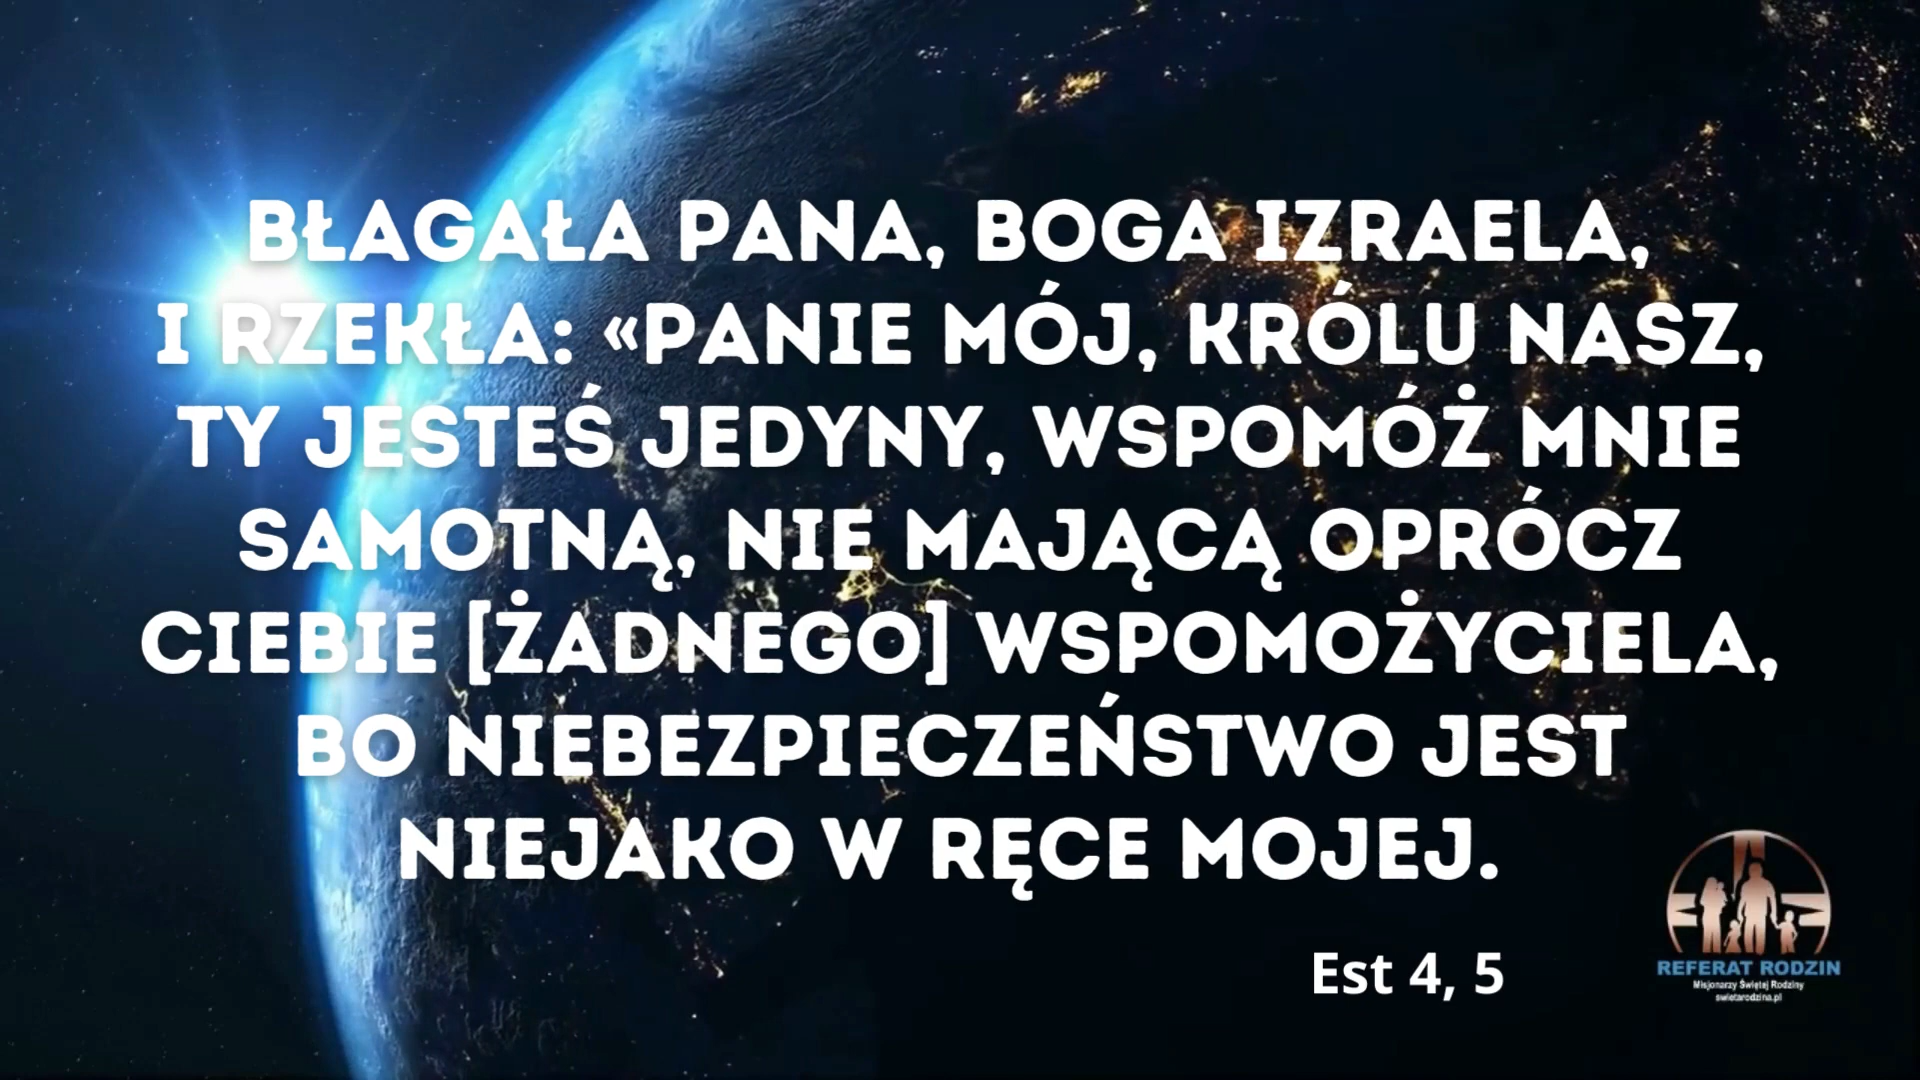 BŁAGAŁA PANA, BOGA IZRAELA,
I RZEKŁA: «PANIE MÓJ, KRÓLU NASZ,
TY JESTEŚ JEDYNY, WSPOMÓŻ MNIE
SAMOTNĄ, NIE MAJĄCĄ OPRÓCZ
CIEBIE [ŻADNEGO] WSPOMOŻYCIELA,
BO NIEBEZPIECZEŃSTWO JEST
NIEJAKO W RĘCE MOJEJ.
Est 4, 5
REFERAT RODZIN
Misjonarzy Świętej Rodziny
swietarodzina.pl